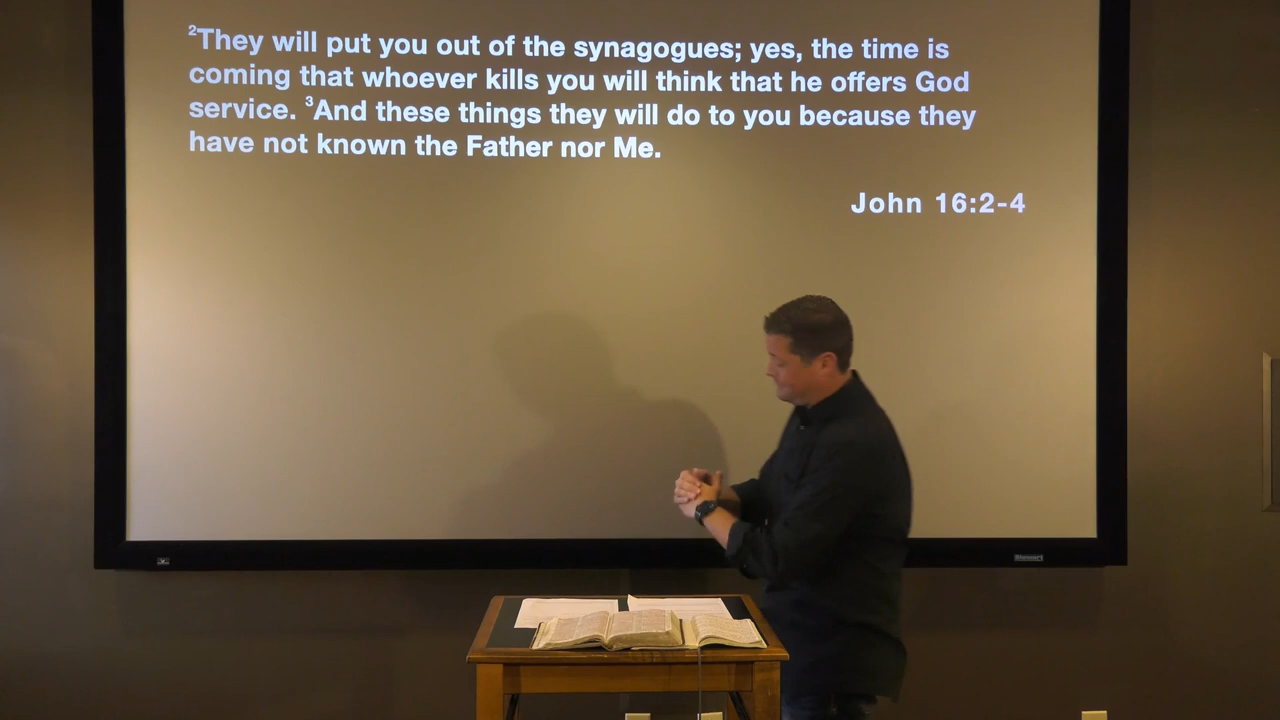 ²They will put you out of the synagogues; yes, the time is
coming that whoever kills you will think that he offers God
service. ³And these things they will do to you because they
have not known the Father nor Me.
John 16:2-4